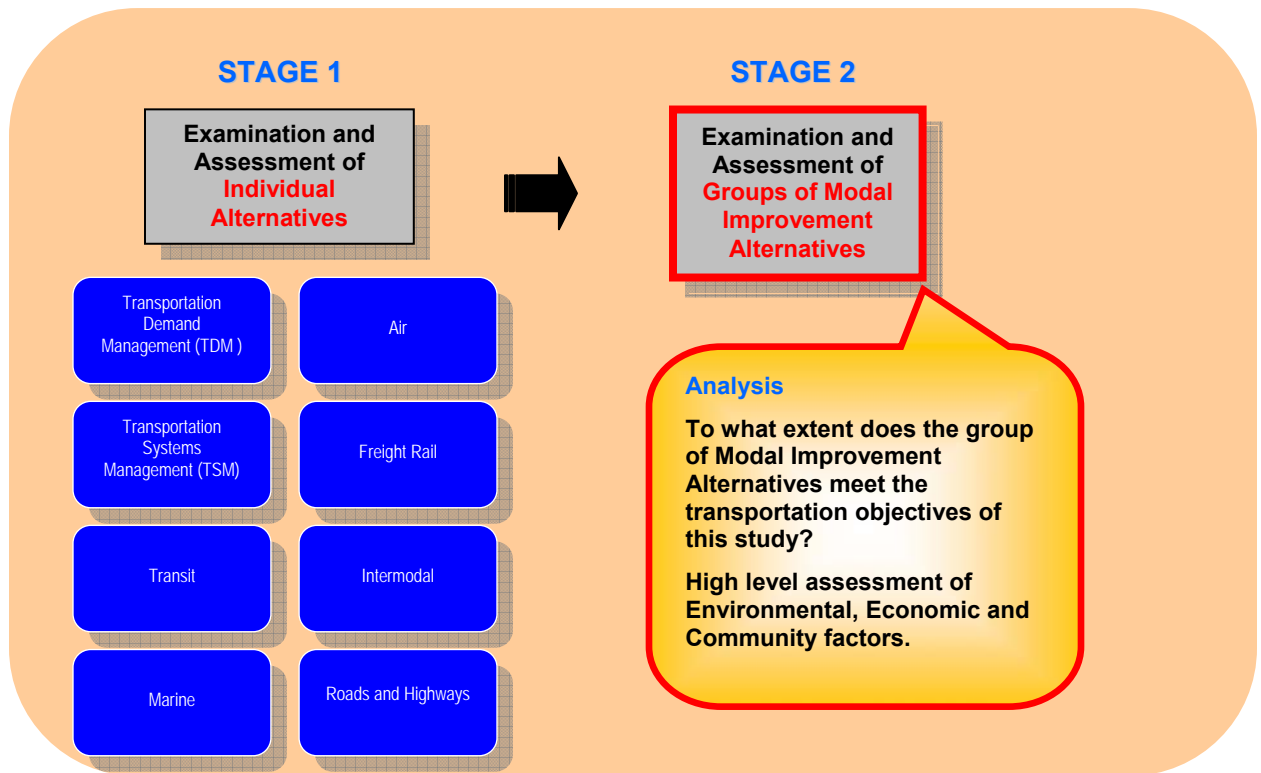 STAGE 1
Examination and
Assessment of
Individual
Alternatives
Transportation
Demand
Management (TDM )
Air
Transportation
Systems
Management (TSM)
Freight Rail
Transit
Intermodal
Marine
Roads and Highways
STAGE 2
Examination and
Assessment of
Groups of Modal
Improvement
Alternatives
Analysis
To what extent does the group
of Modal Improvement
Alternatives meet the
transportation objectives of
this study?
High level assessment of
Environmental, Economic and
Community factors.